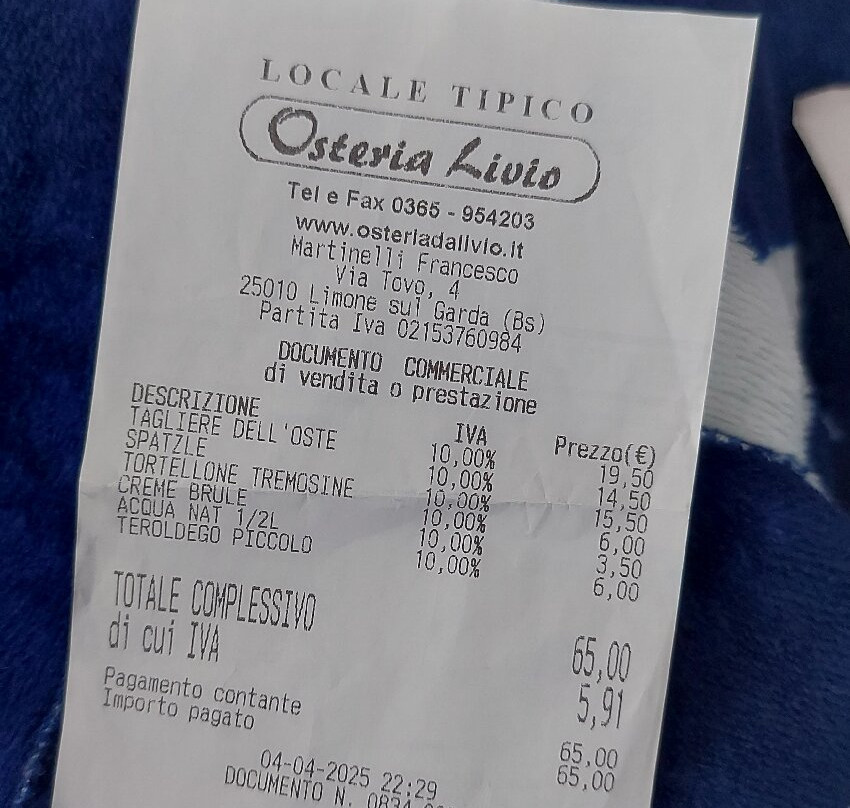 LOCALE TIPICO
Osteria Livio
Tel e Fax 0365 - 954203
www.osteriadalivio.it
Martinelli Francesco
Via Tovo, 4
25010 Limone sul Garda (Bs)
Partita Iva 02153760984
DOCUMENTO COMMERCIALE
di vendita o prestazione
DESCRIZIONE IVA Prezzo(€)
TAGLIERE DELL'OSTE 10,00% 19,50
SPATZLE 10,00% 14,50
TORTELLONE TREMOSINE 10,00% 15,50
CREME BRULE 10,00% 6,00
ACQUA NAT 1/2L 10,00% 3,50
TEROLDEGO PICCOLO 10,00% 6,00
TOTALE COMPLESSIVO 65,00
di cui IVA 5,91
Pagamento contante 65,00
Importo pagato 65,00
04-04-2025 22:29
DOCUMENTO N.